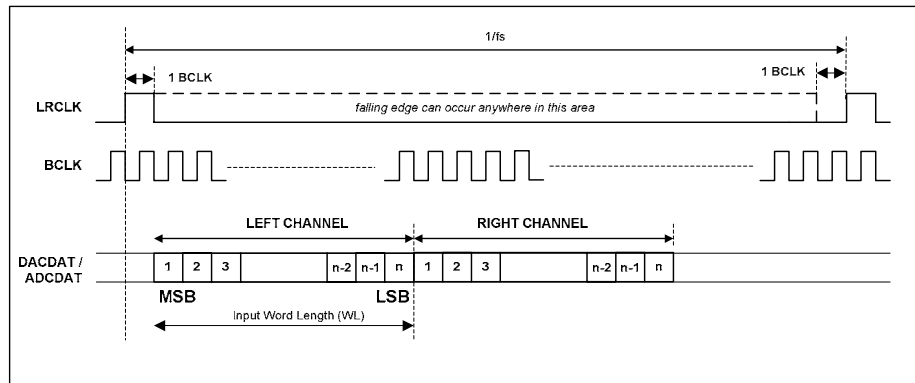 1/fs
1 BCLK
1 BCLK
LRCLK
falling edge can occur anywhere in this area
BCLK
LEFT CHANNEL
RIGHT CHANNEL
DACDAT /
ADCDAT
1 2 3 n-2 n-1 n 1 2 3 n-2 n-1 n
MSB LSB
Input Word Length (WL)